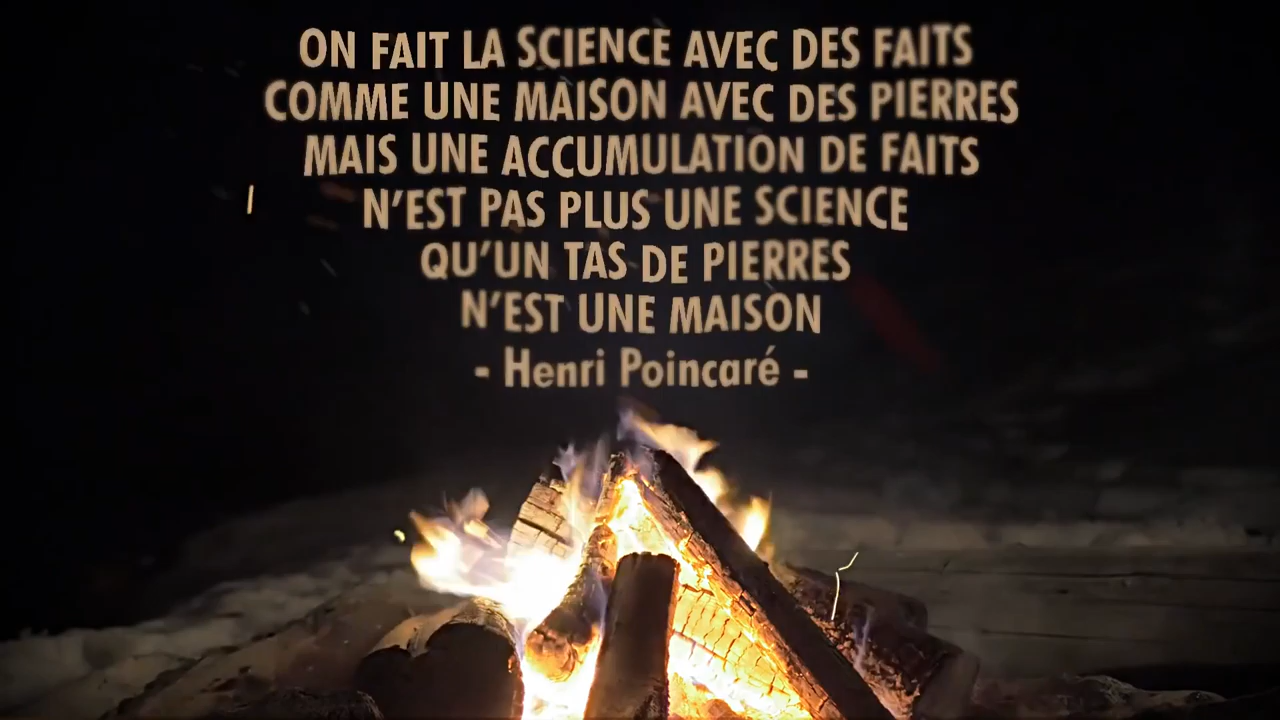 ON FAIT LA SCIENCE AVEC DES FAITS
COMME UNE MAISON AVEC DES PIERRES
MAIS UNE ACCUMULATION DE FAITS
N'EST PAS PLUS UNE SCIENCE
QU'UN TAS DE PIERRES
N'EST UNE MAISON
- Henri Poincaré -